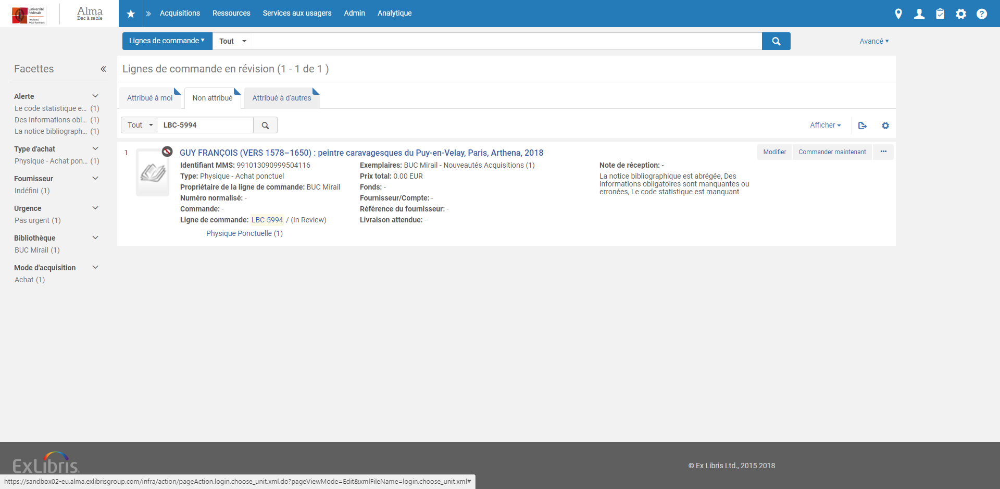 Université
Fédérale
Toulouse
Midi-Pyrénées
Alma
Bac à sable
Acquisitions
Ressources
Services aux usagers
Admin
Analytique
Lignes de commande
Tout
Avancé
Facettes
Lignes de commande en révision (1 - 1 de 1 )
Attribué à moi
Non attribué
Attribué à d'autres
Tout
LBC-5994
Afficher
Alerte
Le code statistique e... (1)
Des informations obl... (1)
La notice bibliograph... (1)
Type d'achat
Physique - Achat pon... (1)
Fournisseur
Indéfini (1)
Urgence
Pas urgent (1)
Bibliothèque
BUC Mirail (1)
Mode d'acquisition
Achat (1)
1
GUY FRANÇOIS (VERS 1578–1650) : peintre caravagesques du Puy-en-Velay, Paris, Arthena, 2018
Modifier
Commander maintenant
Identifiant MMS: 991013090999504116
Type: Physique - Achat ponctuel
Propriétaire de la ligne de commande: BUC Mirail
Numéro normalisé: -
Commande: -
Ligne de commande: LBC-5994 / (In Review)
Physique Ponctuelle (1)
Exemplaires: BUC Mirail - Nouveautés Acquisitions (1)
Prix total: 0.00 EUR
Fonds: -
Fournisseur/Compte: -
Référence du fournisseur: -
Livraison attendue: -
Note de réception: -
La notice bibliographique est abrégée, Des
informations obligatoires sont manquantes ou
erronées, Le code statistique est manquant
ExLibris
© Ex Libris Ltd., 2015 2018
https://sandbox02-eu.alma.exlibrisgroup.com/infra/action/pageAction.login.choose_unit.xml.do?pageViewMode=Edit&xmlFileName=login.choose_unit.xml#